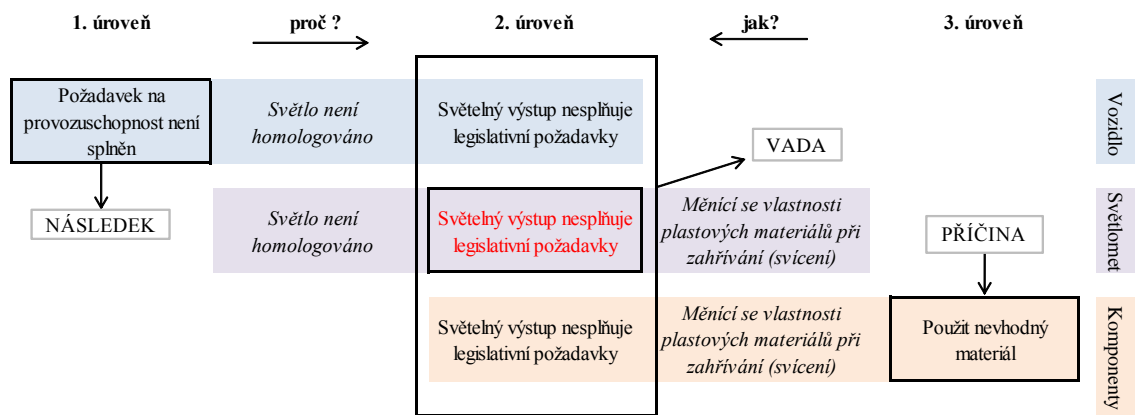 1. úroveň
proč ?
2. úroveň
jak?
3. úroveň
Požadavek na
provozuschopnost není
splněn
Světlo není
homologováno
Světelný výstup nesplňuje
legislativní požadavky
Vozidlo
VADA
NÁSLEDEK
Světlo není
homologováno
Světelný výstup nesplňuje
legislativní požadavky
Měnící se vlastnosti
plastových materiálů při
zahřívání (svícení)
PŘÍČINA
Světlomet
Světelný výstup nesplňuje
legislativní požadavky
Měnící se vlastnosti
plastových materiálů při
zahřívání (svícení)
Použit nevhodný
materiál
Komponenty